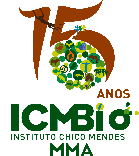 15
ANOS
ICMBio
INSTITUTO CHICO MENDES
MMA